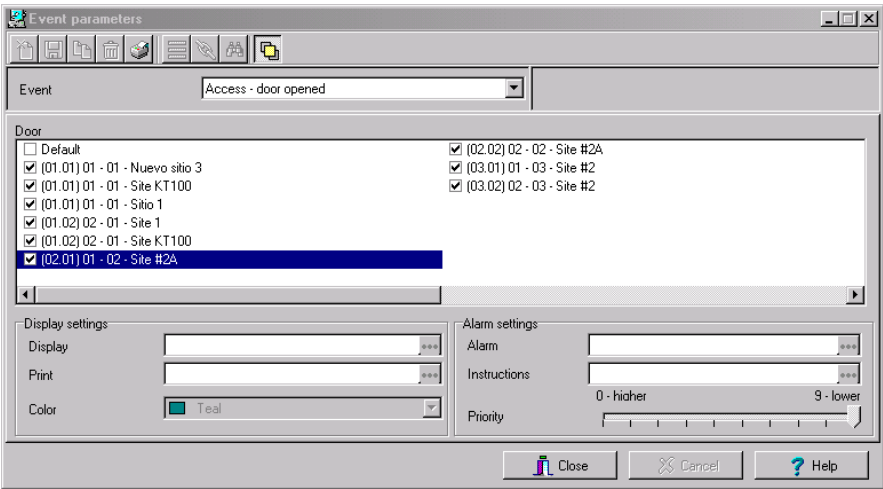 Event parameters
Event
Access - door opened
Door
Default
(01.01) 01 - 01 - Nuevo sitio 3
(01.01) 01 - 01 - Site KT100
(01.01) 01 - 01 - Sitio 1
(01.02) 02 - 01 - Site 1
(01.02) 02 - 01 - Site KT100
(02.01) 01 - 02 - Site #2A
(02.02) 02 - 02 - Site #2A
(03.01) 01 - 03 - Site #2
(03.02) 02 - 03 - Site #2
Display settings
Display
Print
Color
Teal
Alarm settings
Alarm
Instructions
0 - higher
9 - lower
Priority
Close
Cancel
Help